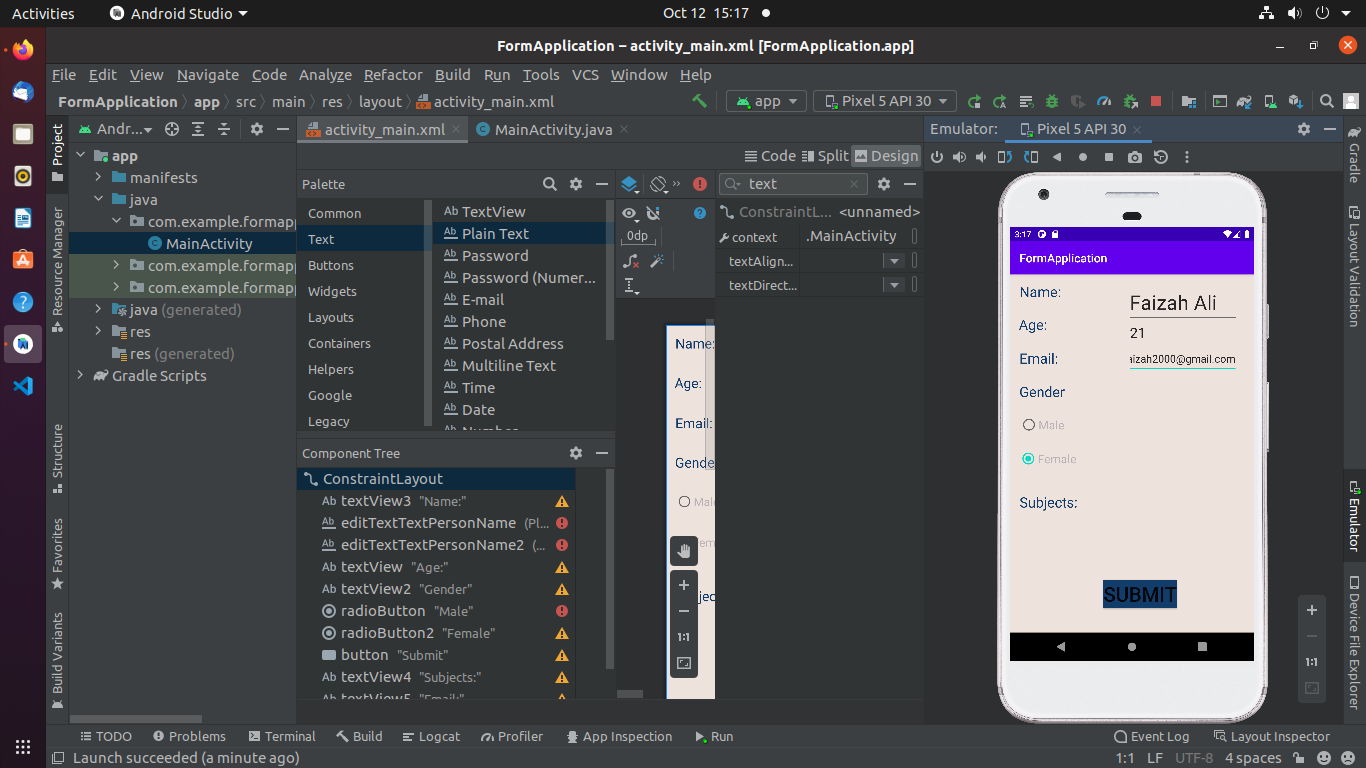 Activities
Android Studio
Oct 12 15:17
FormApplication – activity_main.xml [FormApplication.app]
File Edit View Navigate Code Analyze Refactor Build Run Tools VCS Window Help
FormApplication app src main res layout activity_main.xml
app
Pixel 5 API 30
Andr...
activity_main.xml
MainActivity.java
Emulator: Pixel 5 API 30
Code Split Design
Project
Resource Manager
Structure
Favorites
Build Variants
app
manifests
java
com.example.formapp
MainActivity
com.example.formapp
com.example.formapp
java (generated)
res
res (generated)
Gradle Scripts
Palette
Common
Text
Buttons
Widgets
Layouts
Containers
Helpers
Google
Legacy
Ab TextView
Ab Plain Text
Ab Password
Ab Password (Numer...
Ab E-mail
Ab Phone
Ab Postal Address
Ab Multiline Text
Ab Time
Ab Date
Ab Number
Component Tree
ConstraintLayout
Ab textView3 "Name:"
Ab editTextTextPersonName (Pl...
Ab editTextTextPersonName2 (...
Ab textView "Age:"
Ab textView2 "Gender"
radioButton "Male"
radioButton2 "Female"
button "Submit"
Ab textView4 "Subjects:"
Ab textView5 "Email:"
0dp
text
ConstraintL... <unnamed>
context .MainActivity
textAlign...
textDirect...
Name:
Age:
Email:
Gende
Mal
em
jec
1:1
3:17
FormApplication
Name: Faizah Ali
Age: 21
Email: aizah2000@gmail.com
Gender
Male
Female
Subjects:
SUBMIT
1:1
Gradle
Layout Validation
Emulator
Device File Explorer
TODO Problems Terminal Build Logcat Profiler App Inspection Run
Event Log Layout Inspector
Launch succeeded (a minute ago)
1:1 LF UTF-8 4 spaces